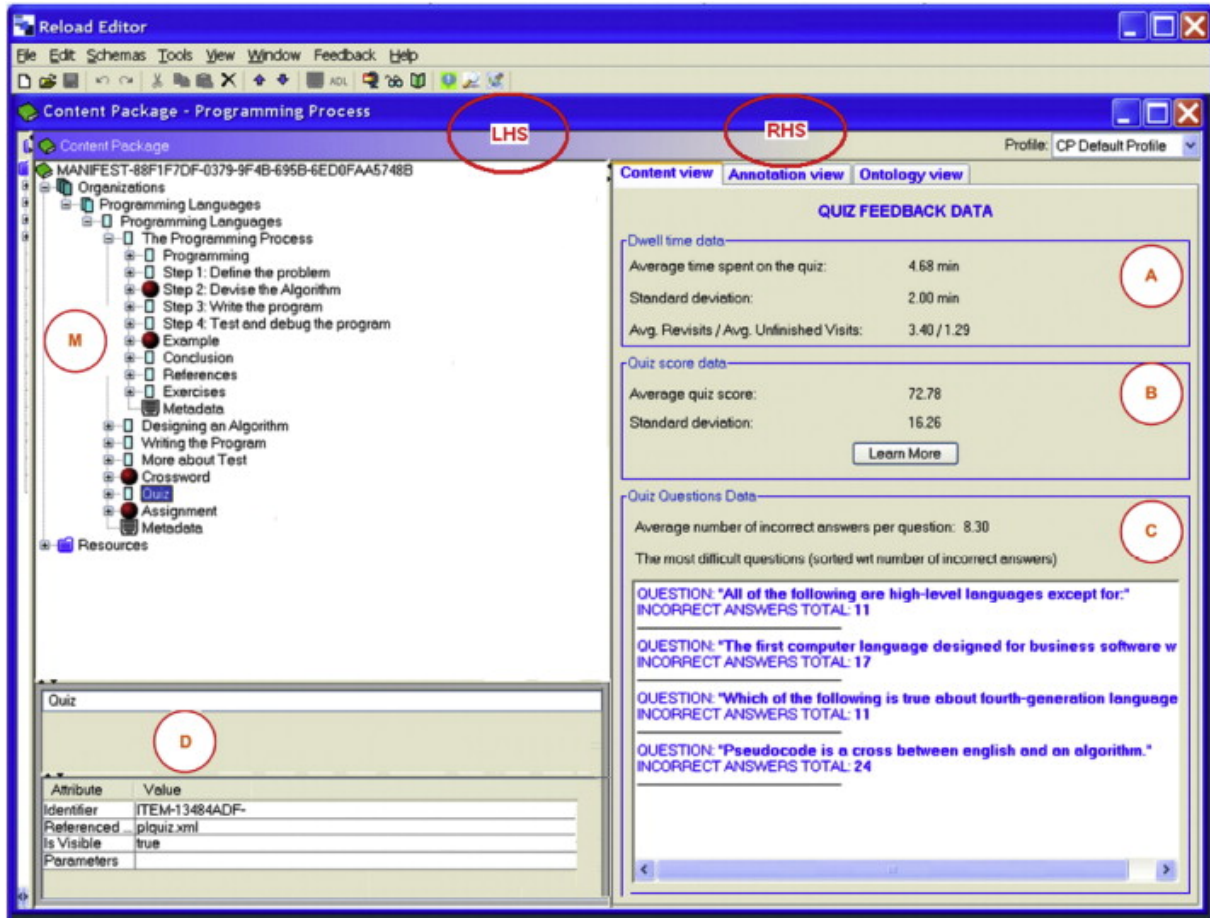 Reload Editor
File Edit Schemas Tools View Window Feedback Help
ADL
Content Package - Programming Process
LHS
RHS
Content Package
Profile: CP Default Profile
MANIFEST-88F1F7DF-0379-9F4B-695B-6ED0FAA5748B
Organizations
Programming Languages
Programming Languages
The Programming Process
Programming
Step 1: Define the problem
Step 2: Devise the Algorithm
Step 3: Write the program
Step 4: Test and debug the program
Example
Conclusion
References
Exercises
Metadata
Designing an Algorithm
Writing the Program
More about Test
Crossword
Quiz
Assignment
Metadata
Resources
M
Quiz
D
Attribute Value
Identifier ITEM-13484ADF-
Referenced ... plquiz.xml
Is Visible true
Parameters
Content view Annotation view Ontology view
QUIZ FEEDBACK DATA
Dwell time data
Average time spent on the quiz: 4.68 min
Standard deviation: 2.00 min
Avg. Revisits / Avg. Unfinished Visits: 3.40 / 1.29
A
Quiz score data
Average quiz score: 72.78
Standard deviation: 16.26
Learn More
B
Quiz Questions Data
Average number of incorrect answers per question: 8.30
The most difficult questions (sorted wrt number of incorrect answers)
C
QUESTION: "All of the following are high-level languages except for:"
INCORRECT ANSWERS TOTAL: 11
QUESTION: "The first computer language designed for business software w
INCORRECT ANSWERS TOTAL: 17
QUESTION: "Which of the following is true about fourth-generation language
INCORRECT ANSWERS TOTAL: 11
QUESTION: "Pseudocode is a cross between english and an algorithm."
INCORRECT ANSWERS TOTAL: 24